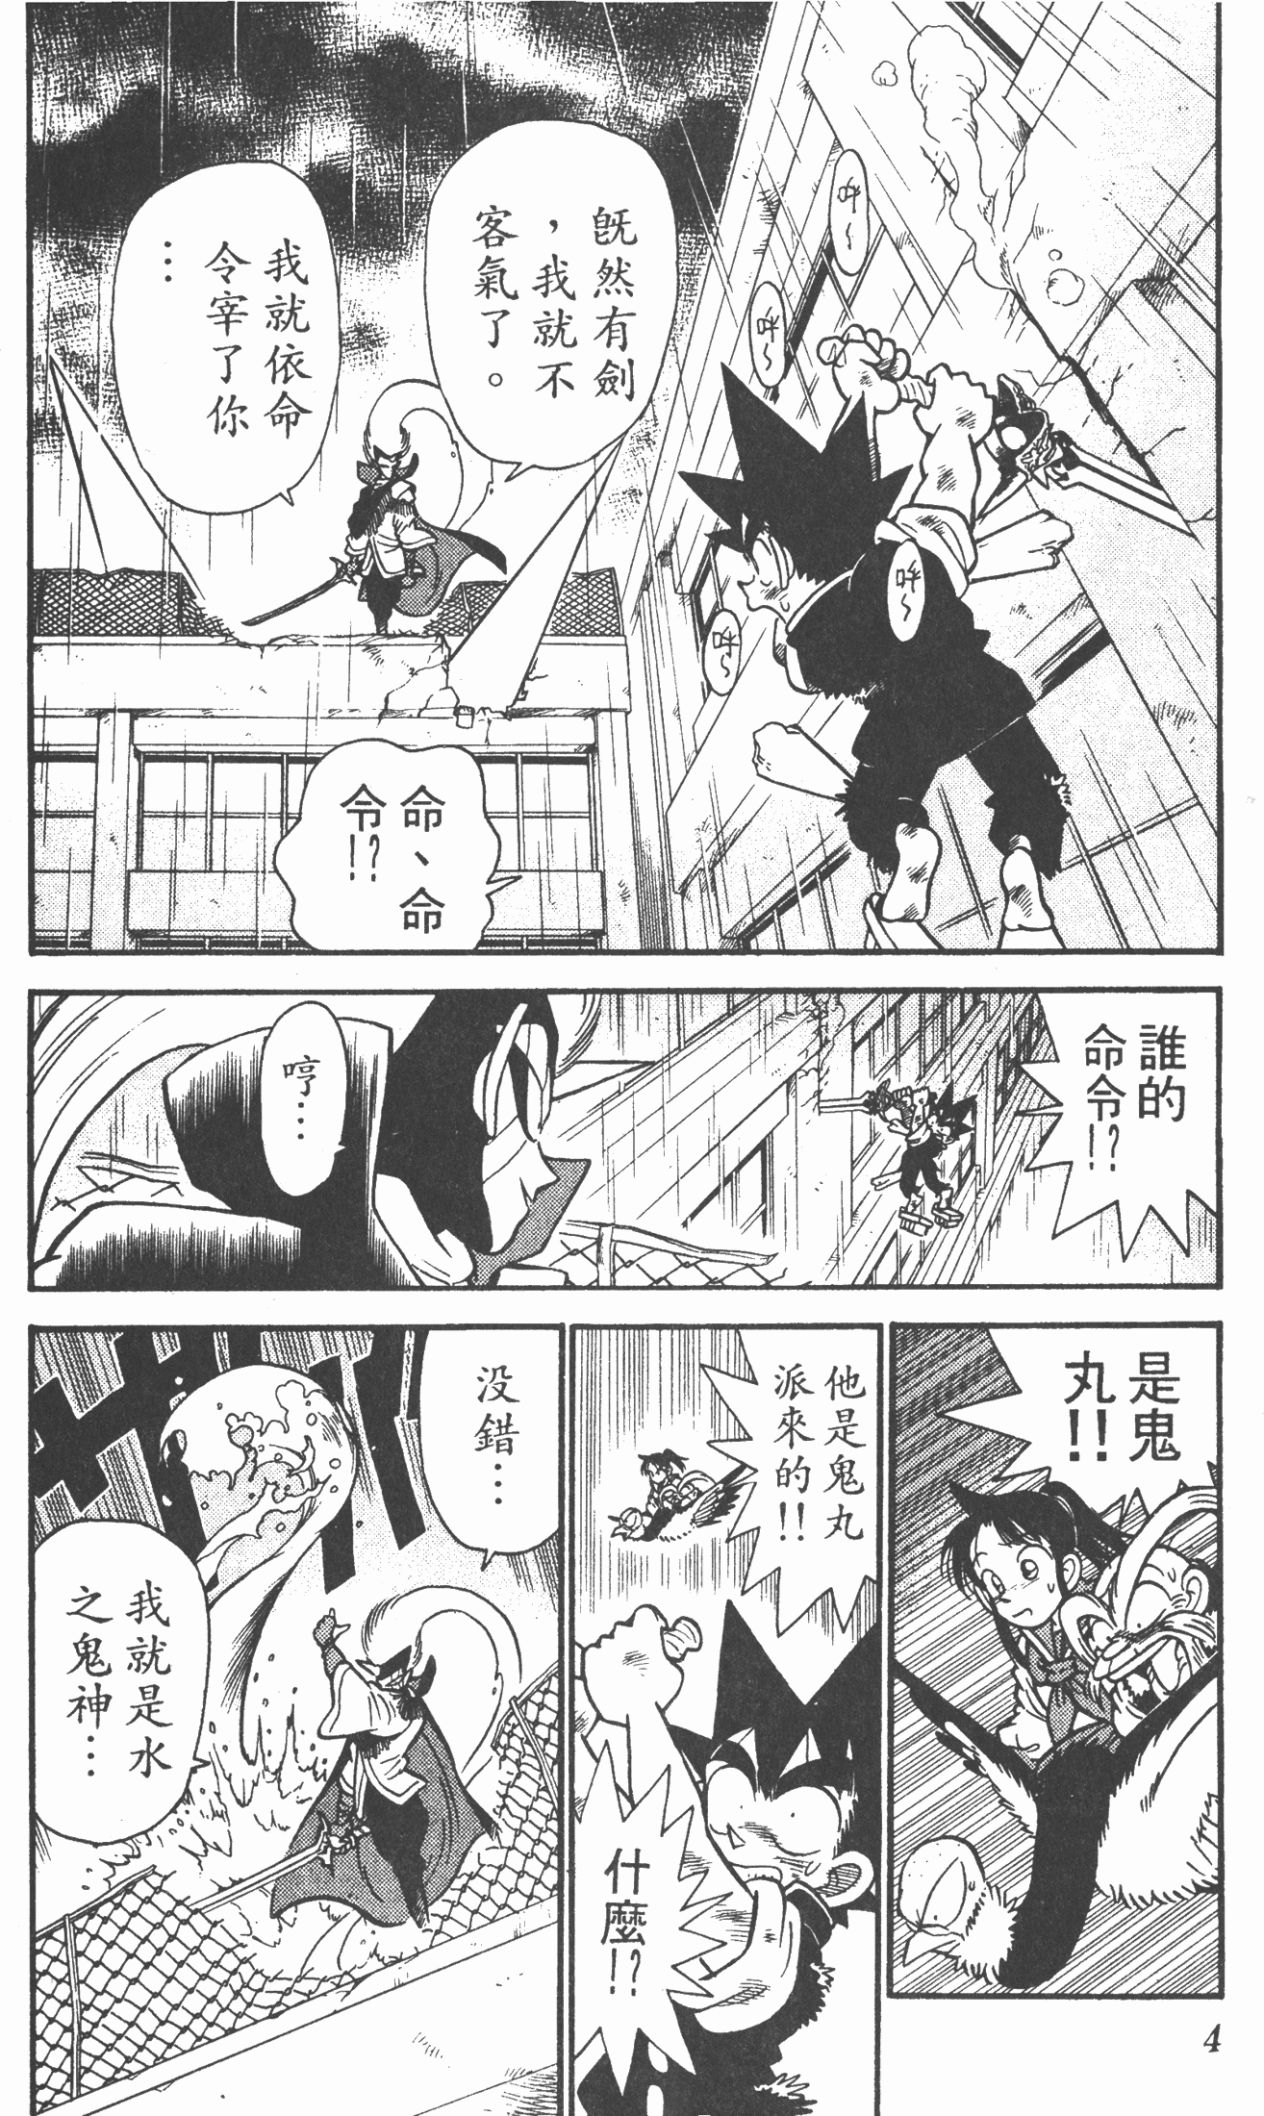 既然有劍
，我就不
客氣了。
我就依命
令宰了你
…
呼～
呼～
呼～
呼～
命、命
令!?
誰的
命令!?
哼…
是鬼
丸!!
他是鬼丸
派來的!!
什麼!?
没錯…
我就是水
之鬼神…
4